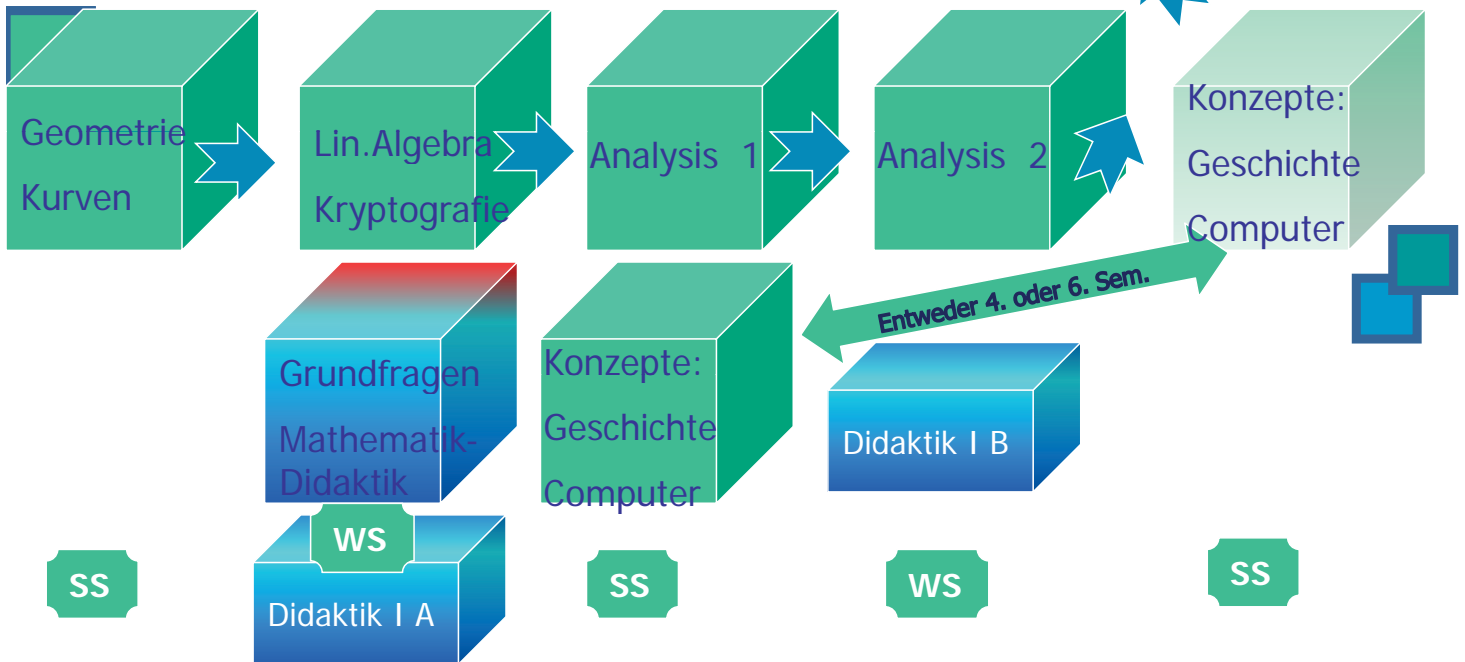 Geometrie
Kurven
Lin.Algebra
Kryptografie
Analysis 1
Analysis 2
Konzepte:
Geschichte
Computer
Entweder 4. oder 6. Sem.
Grundfragen
Mathematik-
Didaktik
Konzepte:
Geschichte
Computer
Didaktik I B
SS
WS
SS
WS
SS
Didaktik I A